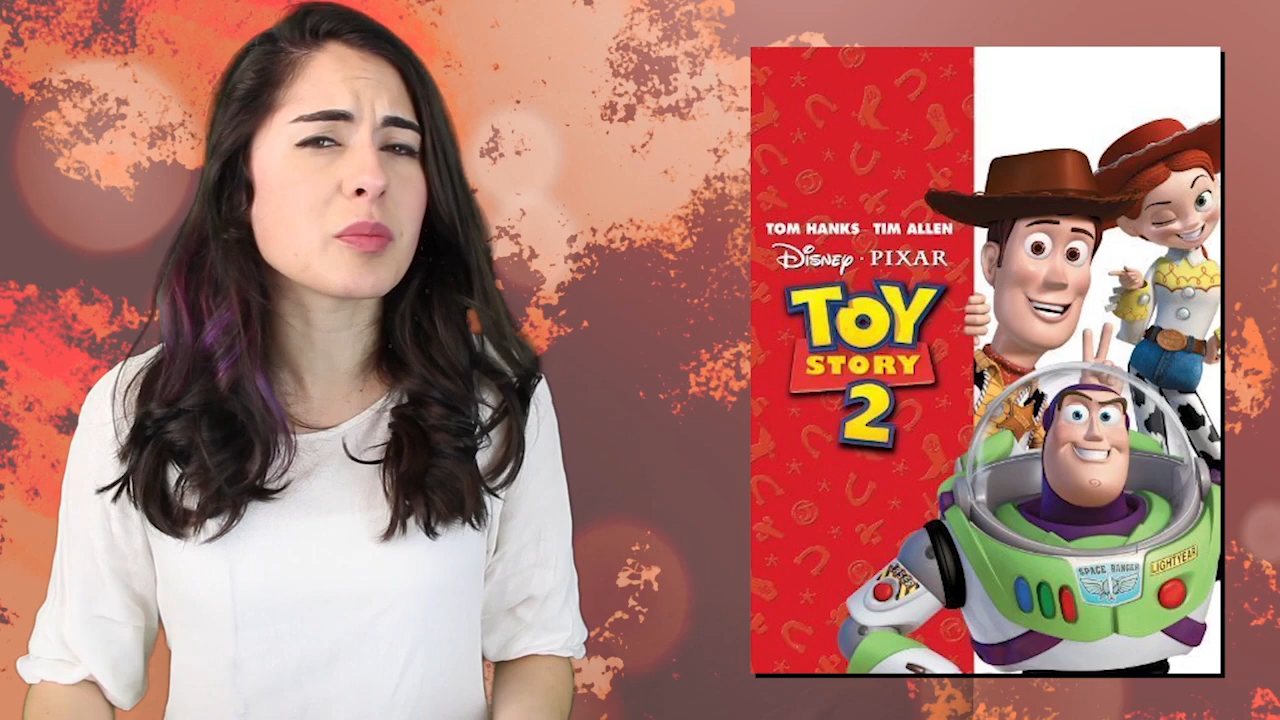 TOM HANKS TIM ALLEN
DISNEY · PIXAR
TOY
STORY
2
SPACE RANGER
LIGHTYEAR